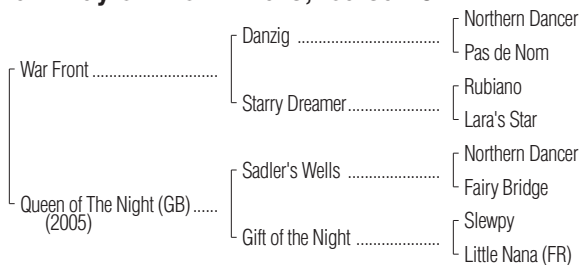 Northern Dancer
Danzig
Pas de Nom
War Front
Rubiano
Starry Dreamer
Lara's Star
Northern Dancer
Sadler's Wells
Fairy Bridge
Queen of The Night (GB)
(2005)
Slewpy
Gift of the Night
Little Nana (FR)